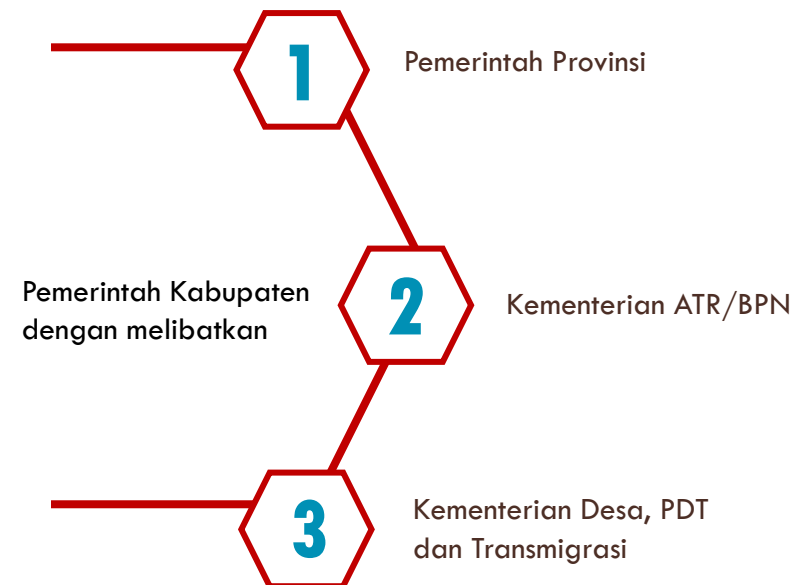 1
Pemerintah Provinsi
Pemerintah Kabupaten
dengan melibatkan
2
Kementerian ATR/BPN
3
Kementerian Desa, PDT
dan Transmigrasi